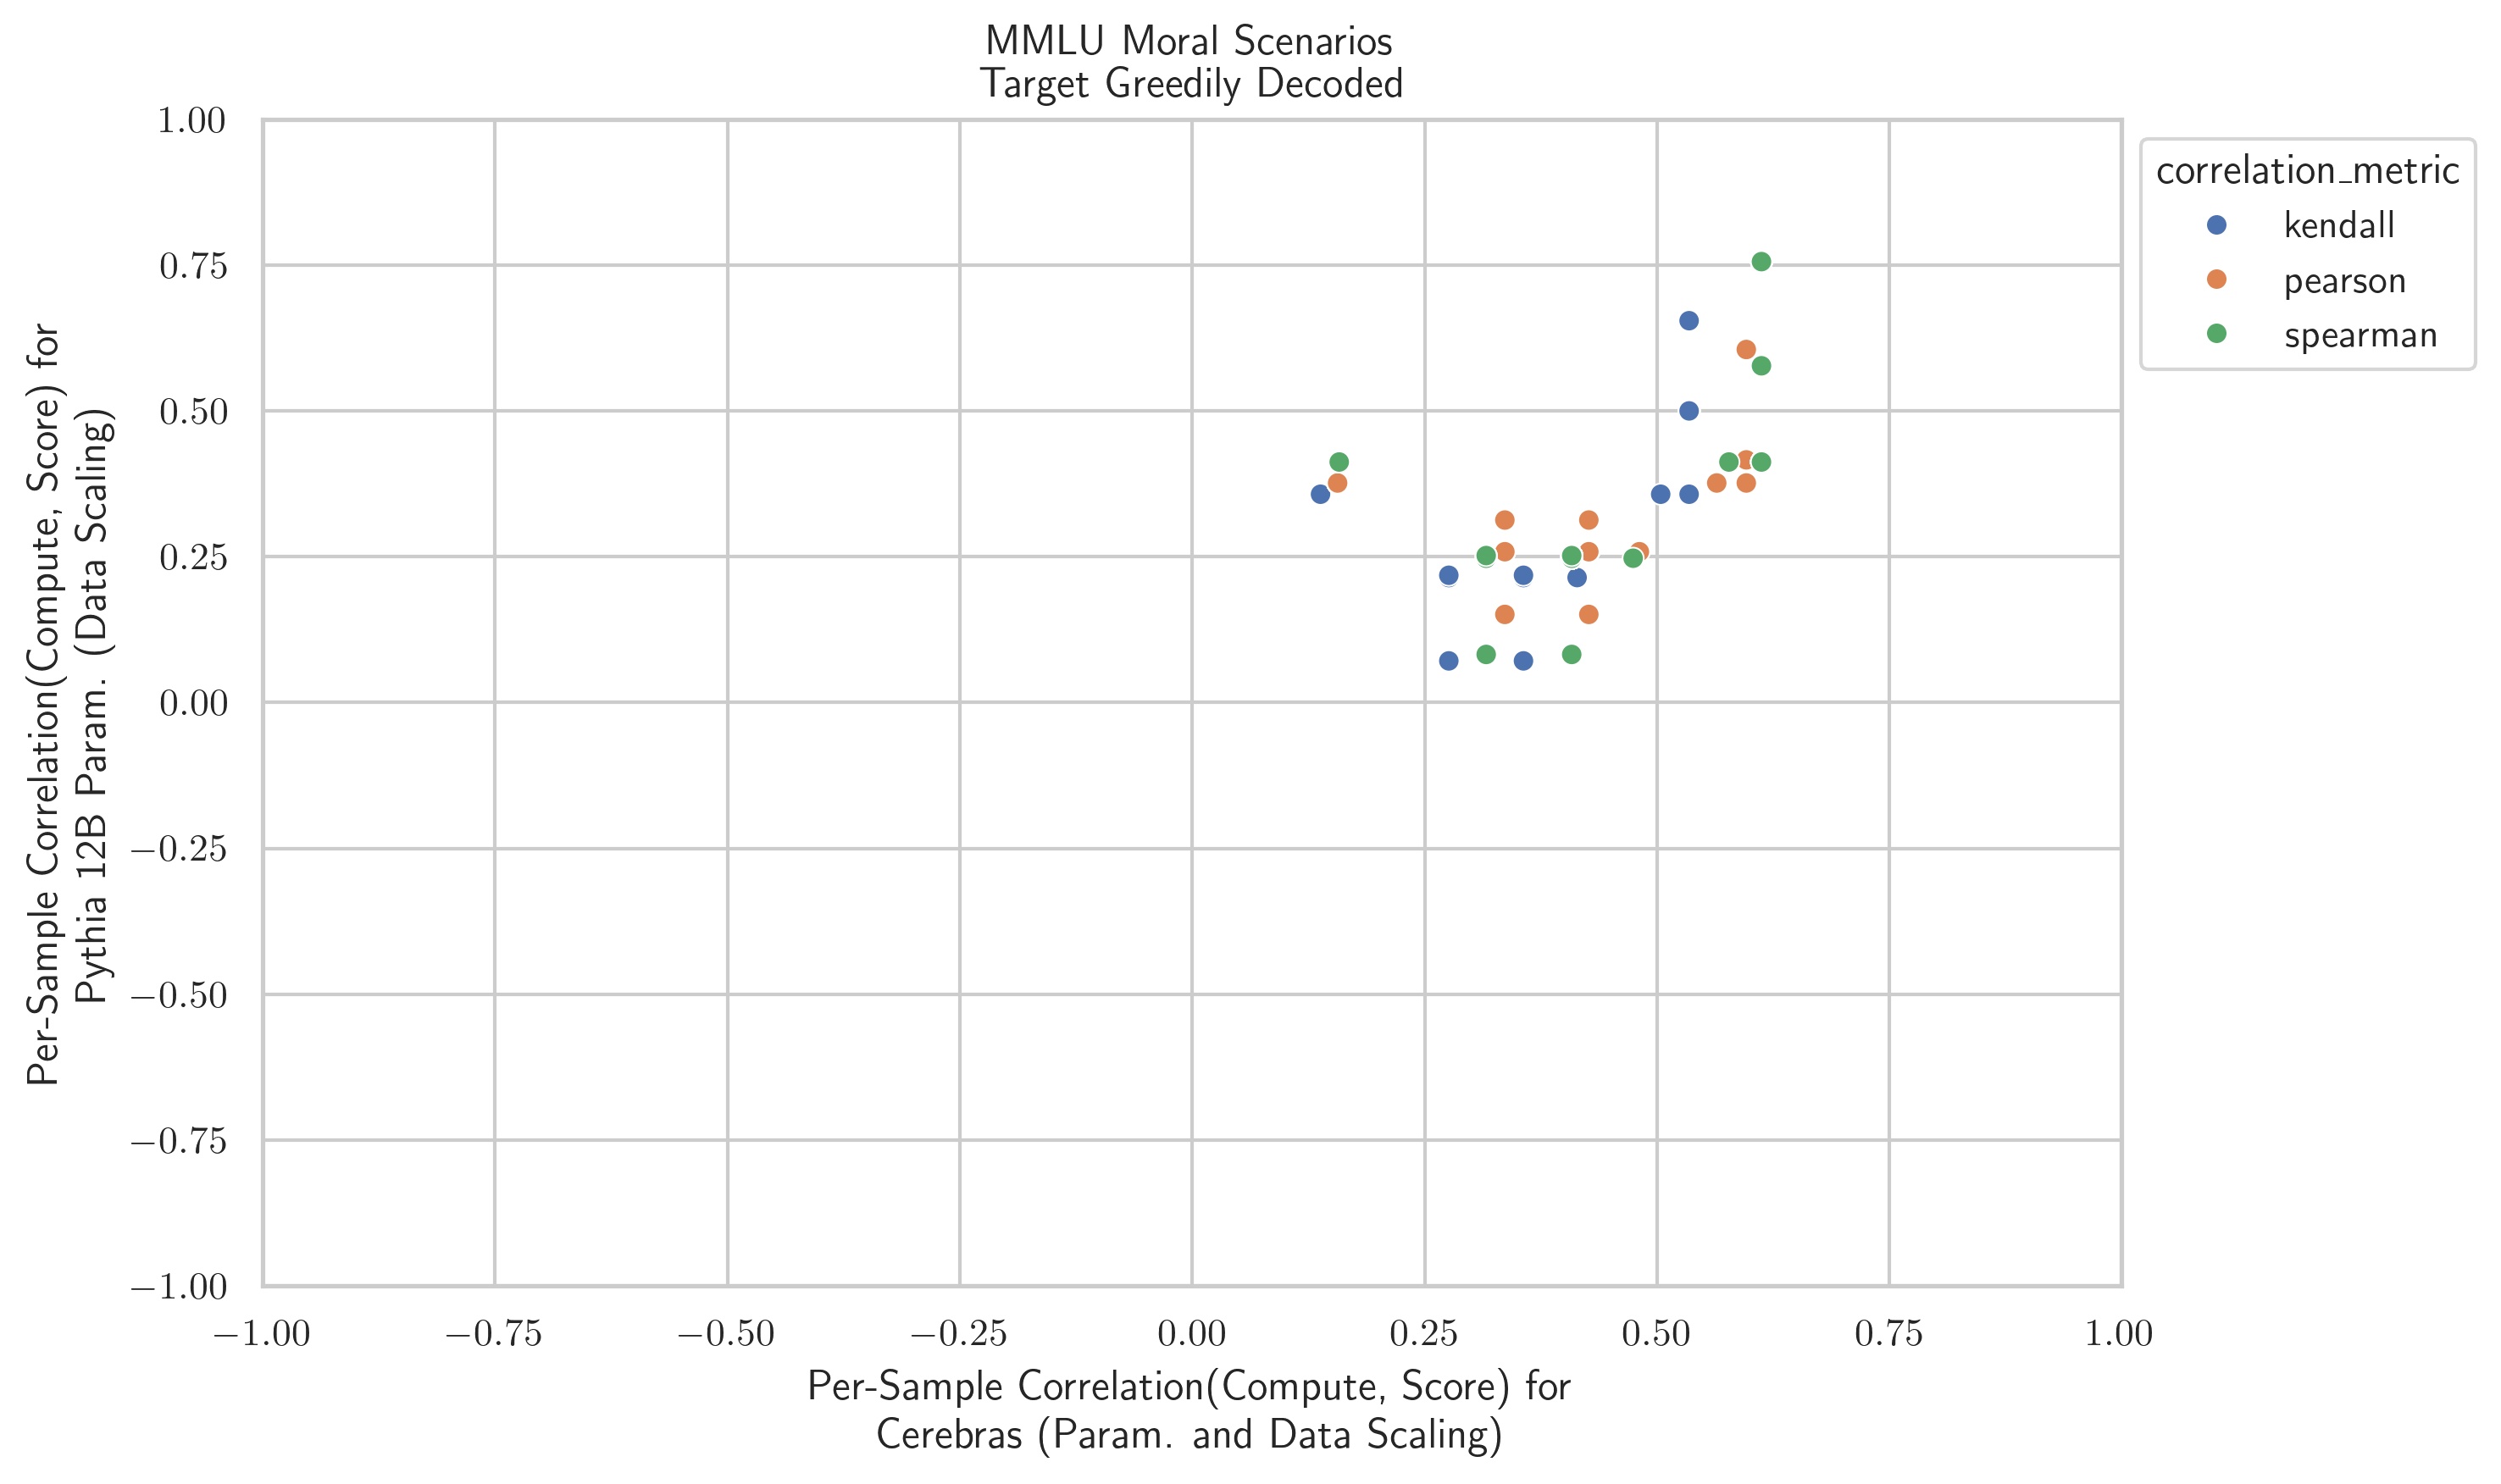 MMLU Moral Scenarios
Target Greedily Decoded
Per-Sample Correlation(Compute, Score) for
Pythia 12B Param. (Data Scaling)
1.00
0.75
0.50
0.25
0.00
−0.25
−0.50
−0.75
−1.00
−1.00 −0.75 −0.50 −0.25 0.00 0.25 0.50 0.75 1.00
Per-Sample Correlation(Compute, Score) for
Cerebras (Param. and Data Scaling)
correlation_metric
kendall
pearson
spearman